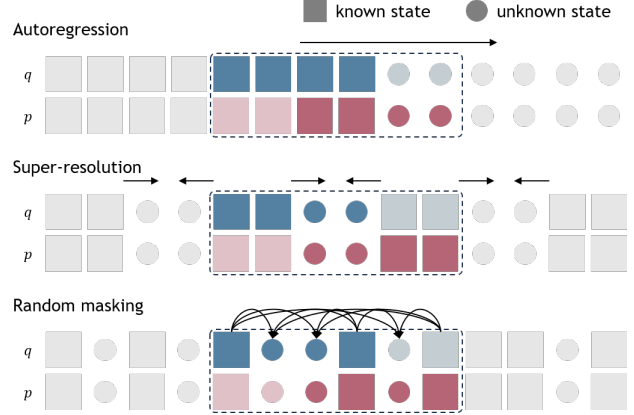 known state
unknown state
Autoregression
q
p
Super-resolution
q
p
Random masking
q
p